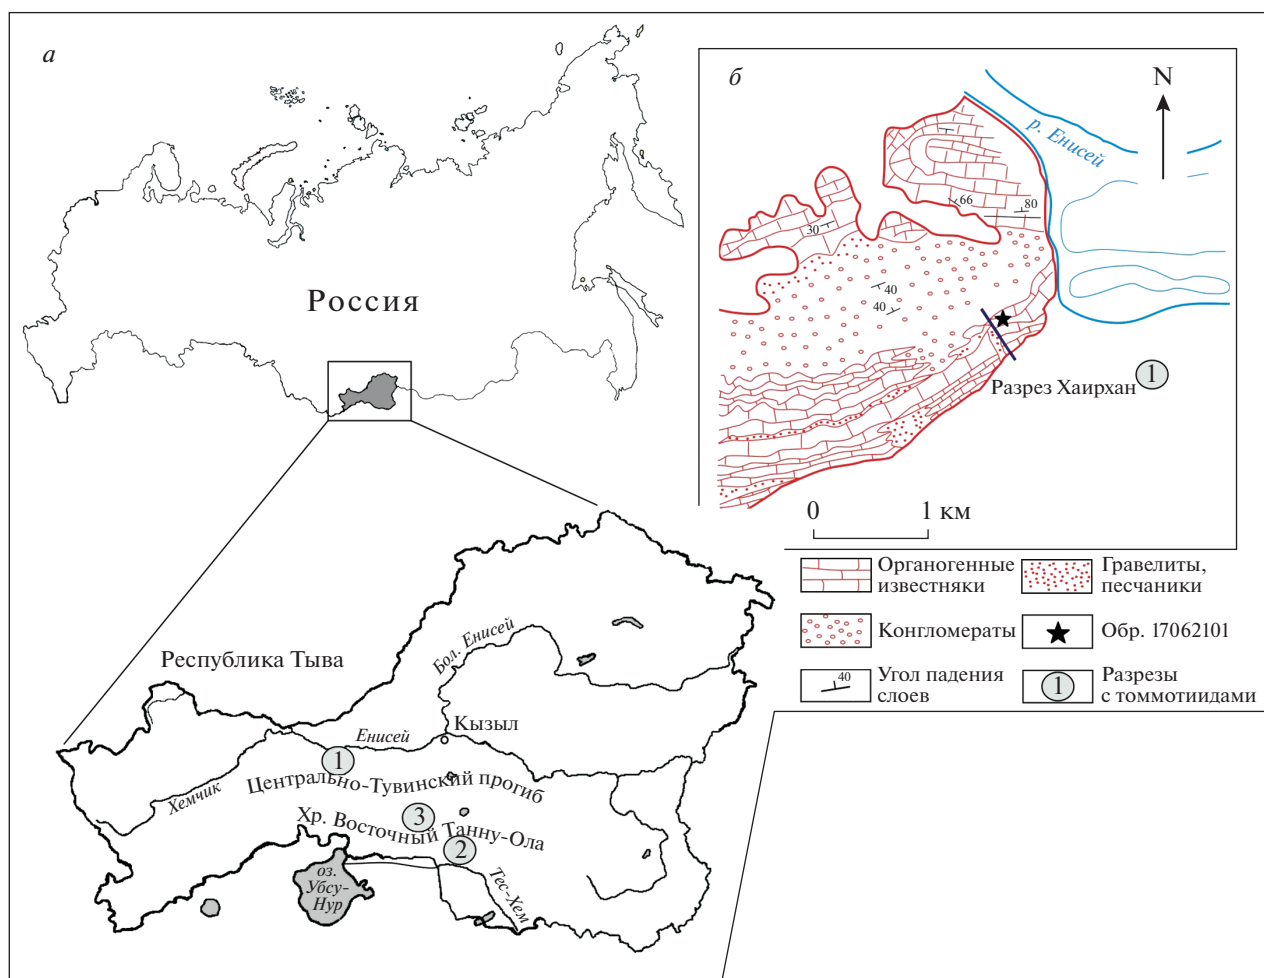 а
Россия
б
N
р. Енисей
66
80
30
40
40
Разрез Хаирхан
1
0
1 км
Органогенные
известняки
Гравелиты,
песчаники
Конгломераты
Обр. 17062101
40
Угол падения
слоев
1
Разрезы
с томмотиидами
Республика Тыва
Бол. Енисей
Кызыл
Енисей
1
Хемчик
Центрально-Тувинский прогиб
3
Хр. Восточный Танну-Ола
2
оз.
Убсу-
Нур
Тес-Хем